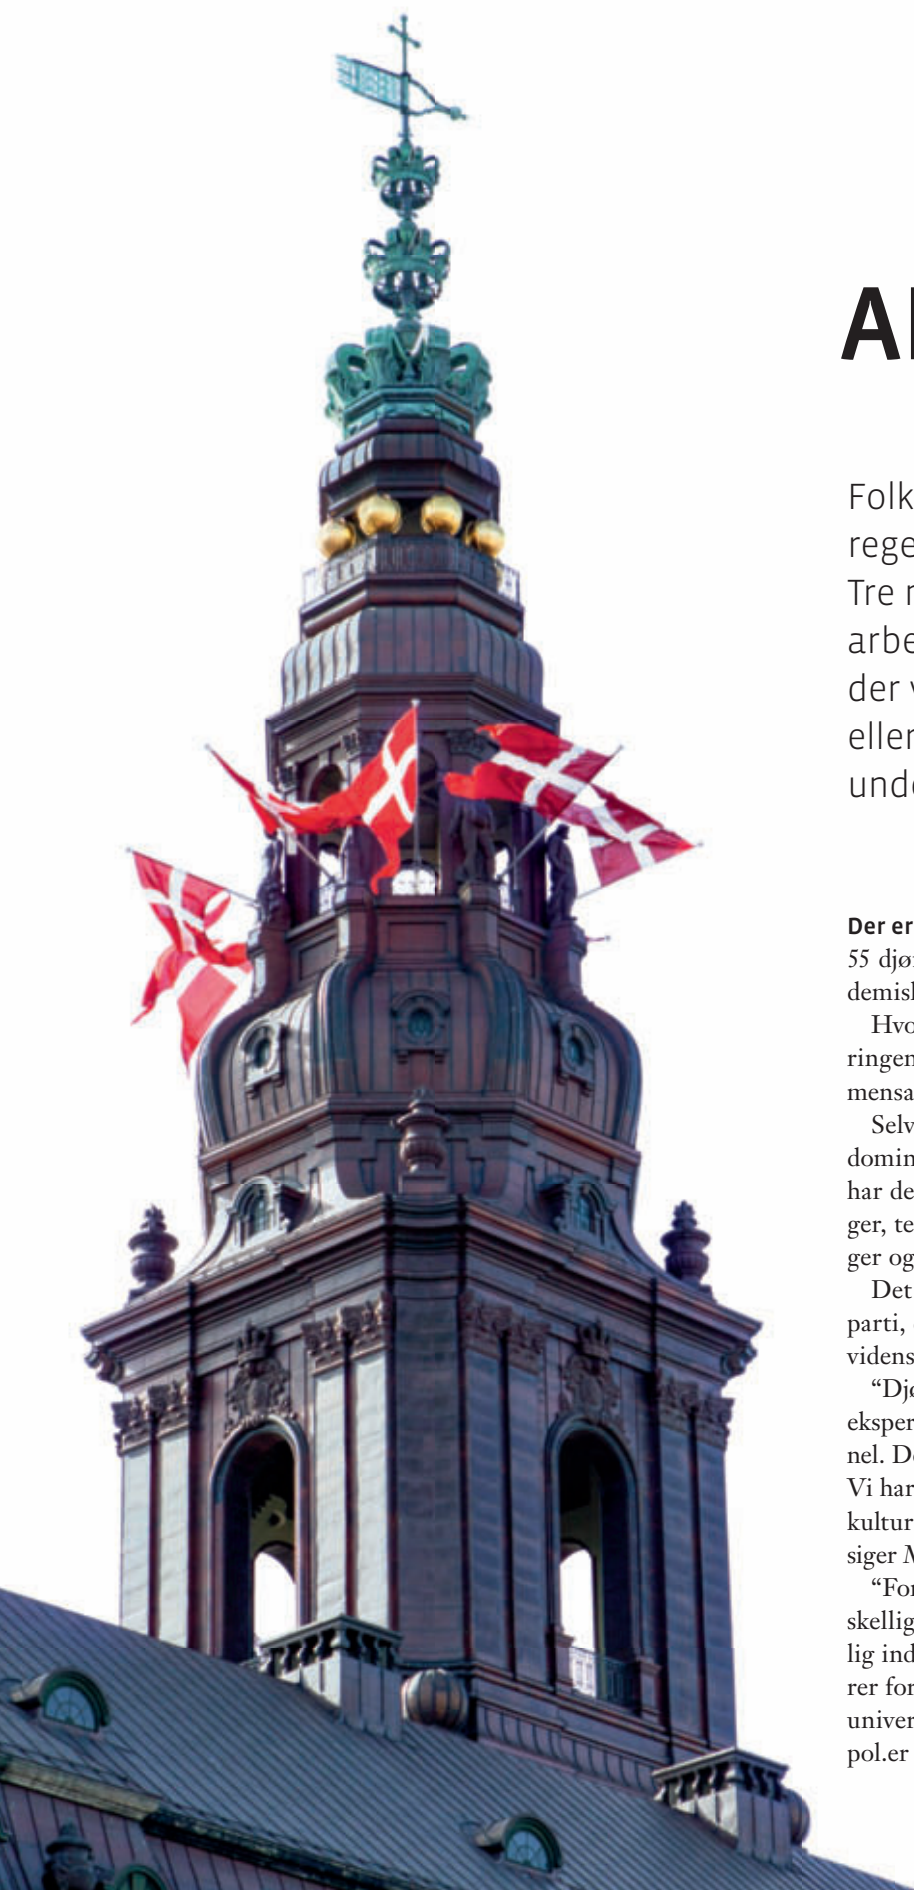 Al
Folk
rege
Tre
arbe
der
eller
unde
Der er
55 djø
demisk
Hvo
ringen
mensa
Selv
domin
har de
ger, te
ger og
Det
parti,
videns
“Djø
eksper
nel. De
Vi har
kultur
siger M
“For
skellig
lig ind
rer for
univer
pol.er